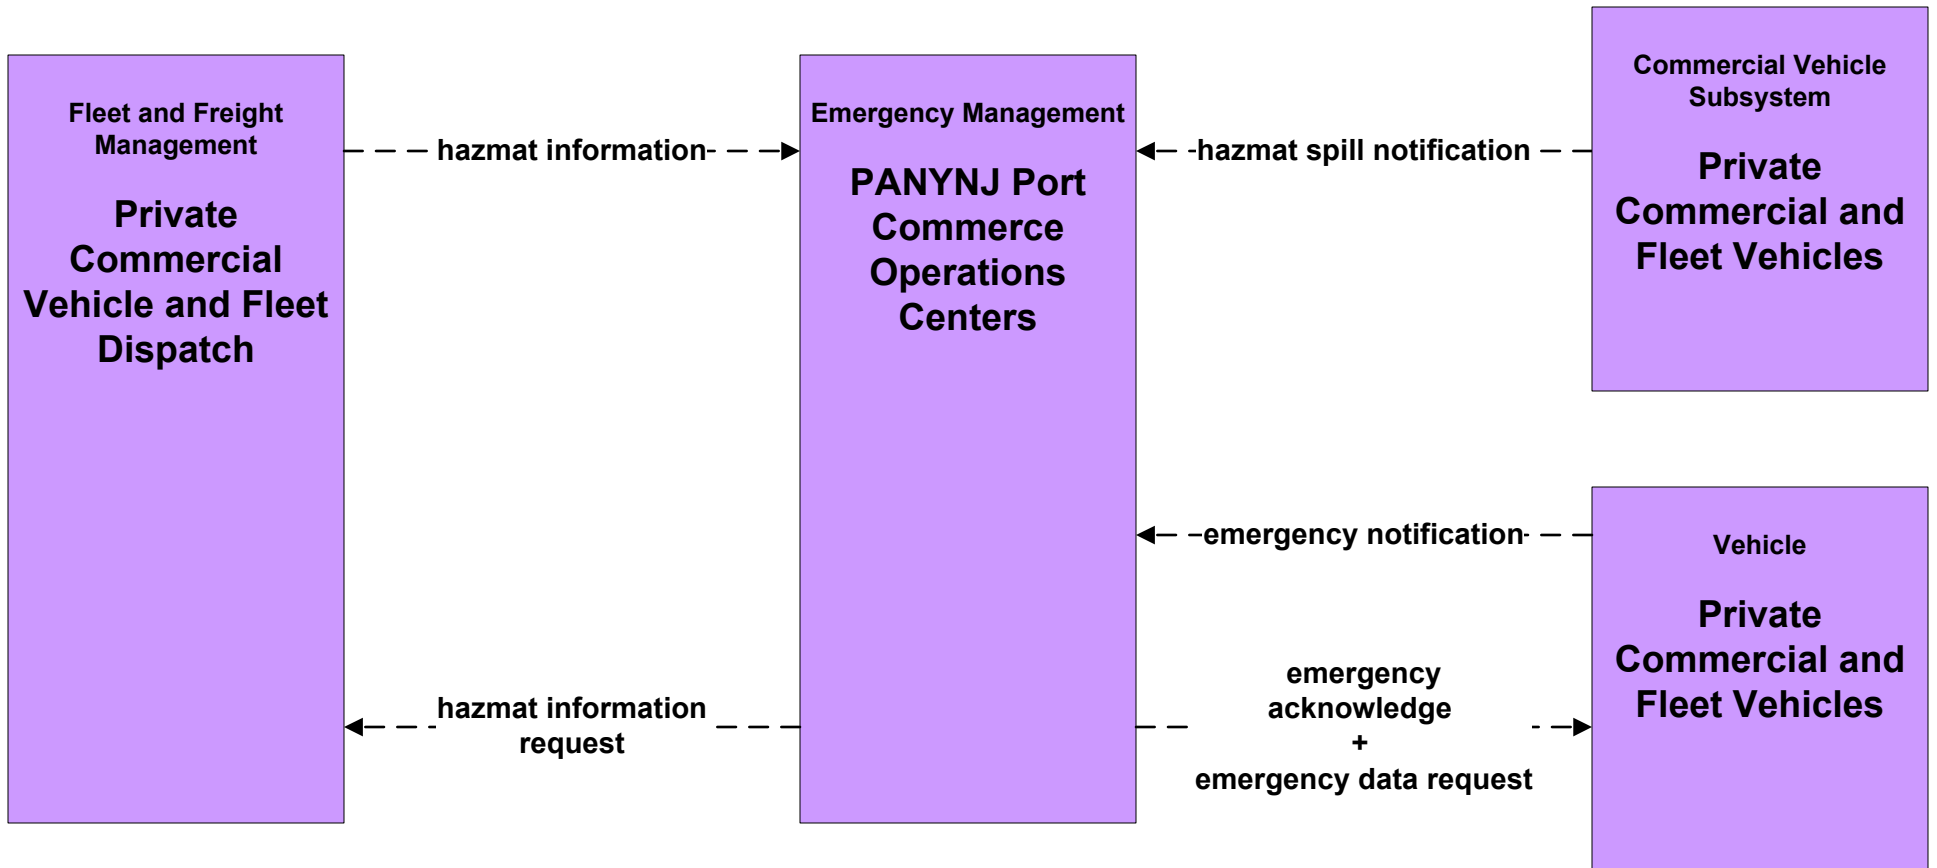 Fleet and Freight
Management
Private
Commercial
Vehicle and Fleet
Dispatch
hazmat information
hazmat information
request
Emergency Management
PANYNJ Port
Commerce
Operations
Centers
hazmat spill notification
emergency notification
emergency
acknowledge
+
emergency data request
Commercial Vehicle
Subsystem
Private
Commercial and
Fleet Vehicles
Vehicle
Private
Commercial and
Fleet Vehicles